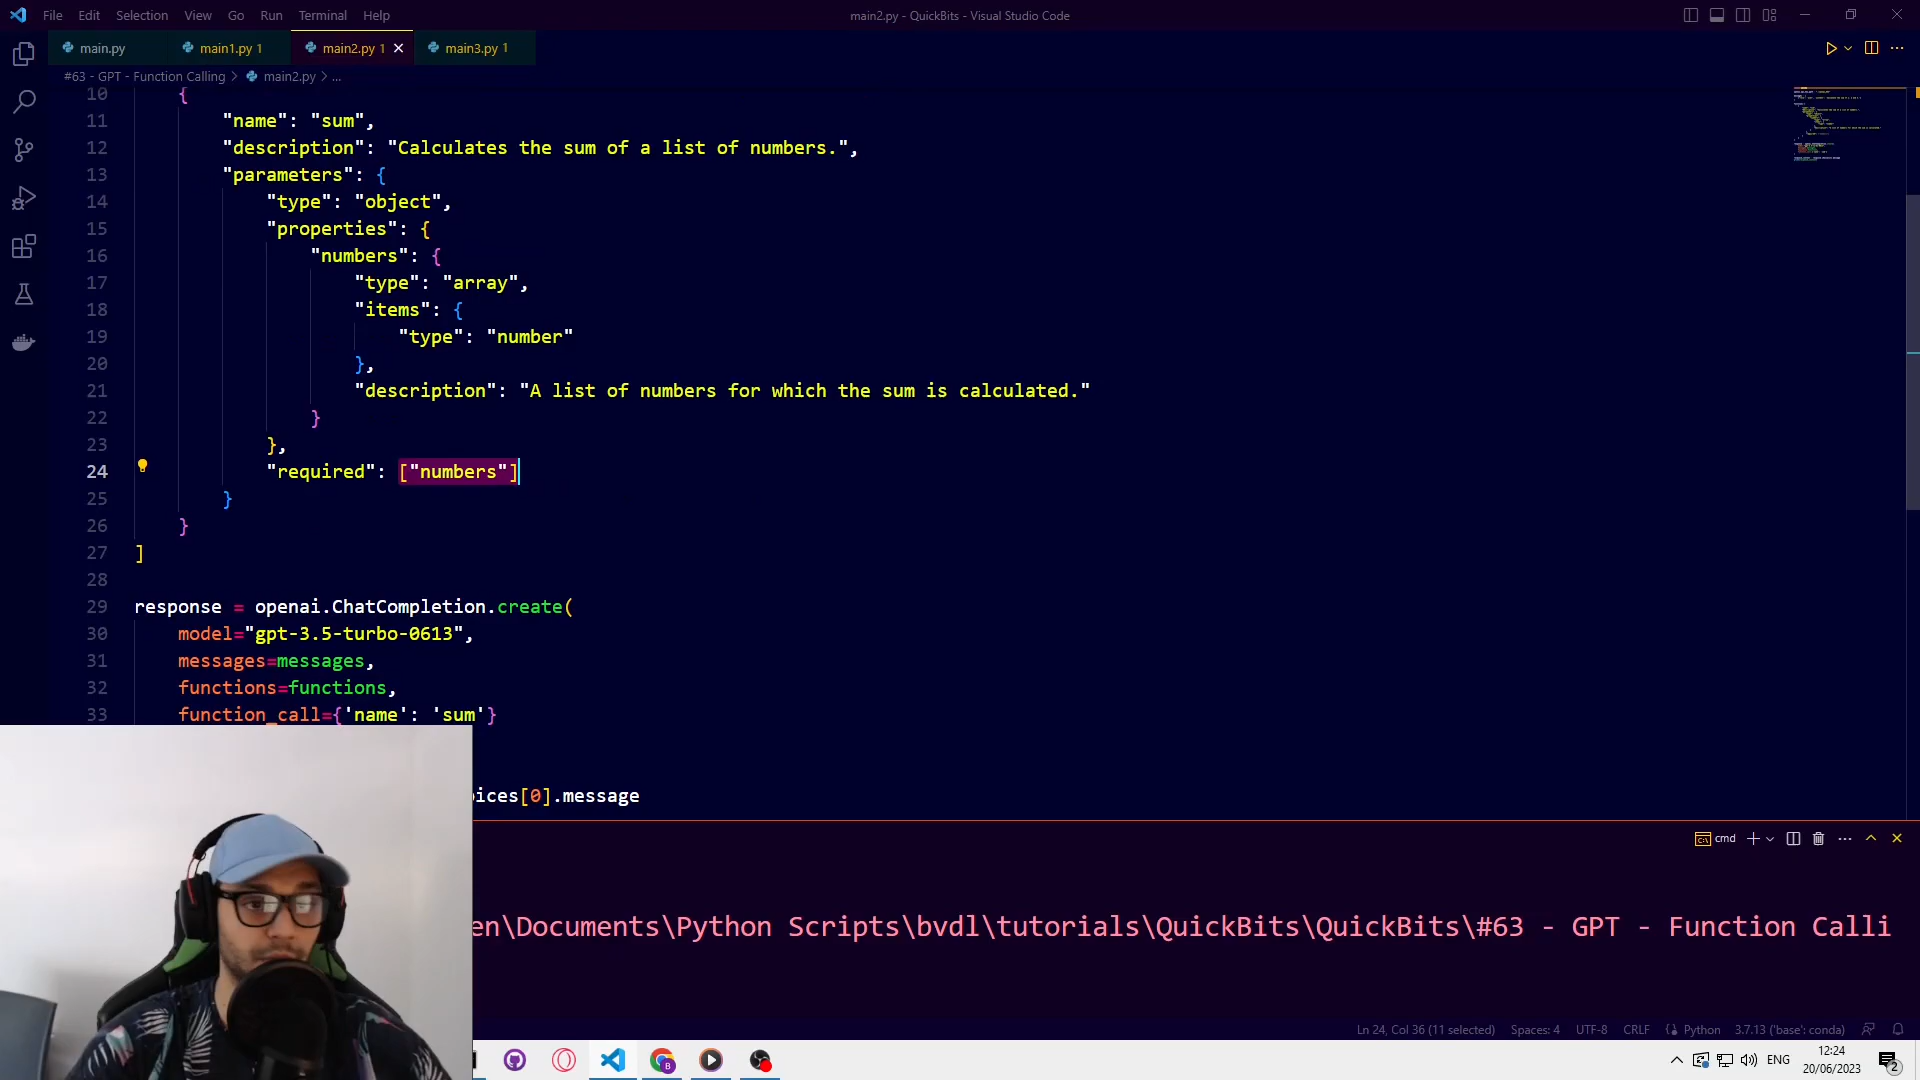 File Edit Selection View Go Run Terminal Help
main2.py - QuickBits - Visual Studio Code
main.py
main1.py 1
main2.py 1
main3.py 1
#63 - GPT - Function Calling > main2.py > ...
10 {
11 "name": "sum",
12 "description": "Calculates the sum of a list of numbers.",
13 "parameters": {
14 "type": "object",
15 "properties": {
16 "numbers": {
17 "type": "array",
18 "items": {
19 "type": "number"
20 },
21 "description": "A list of numbers for which the sum is calculated."
22 }
23 },
24 "required": ["numbers"]
25 }
26 }
27 ]
28
29 response = openai.ChatCompletion.create(
30 model="gpt-3.5-turbo-0613",
31 messages=messages,
32 functions=functions,
33 function_call={'name': 'sum'}
oices[0].message
cmd
en\Documents\Python Scripts\bvdl\tutorials\QuickBits\QuickBits\#63 - GPT - Function Calli
Ln 24, Col 36 (11 selected) Spaces: 4 UTF-8 CRLF Python 3.7.13 ('base': conda)
ENG
12:24
20/06/2023
2